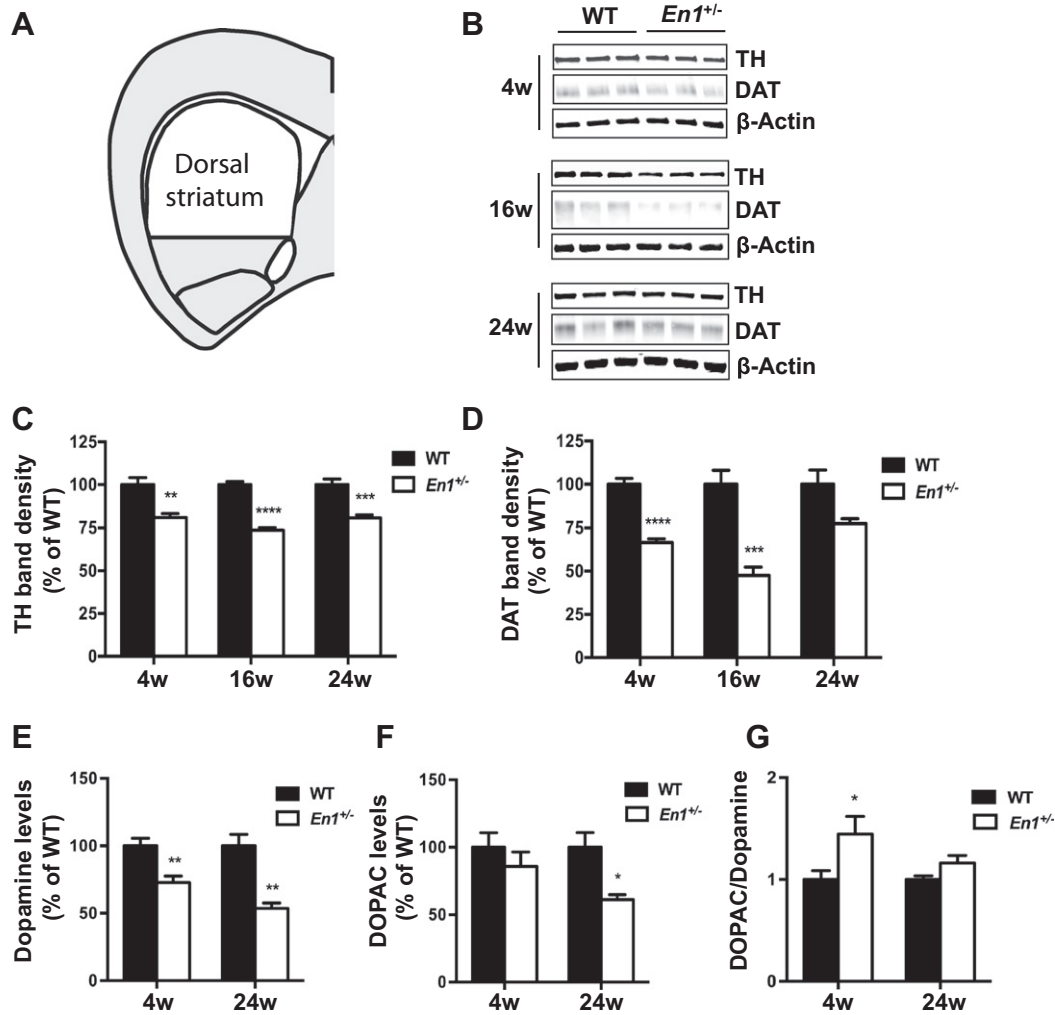 A
Dorsal
striatum
B
WT En1+/-
4w
TH
DAT
β-Actin
16w
TH
DAT
β-Actin
24w
TH
DAT
β-Actin
C
TH band density
(% of WT)
125
100
75
50
25
0
** **** ***
4w 16w 24w
WT
En1+/-
D
DAT band density
(% of WT)
125
100
75
50
25
0
**** ***
4w 16w 24w
WT
En1+/-
E
Dopamine levels
(% of WT)
150
100
50
0
** **
4w 24w
WT
En1+/-
F
DOPAC levels
(% of WT)
150
100
50
0
*
4w 24w
WT
En1+/-
G
DOPAC/Dopamine
2
1
0
*
4w 24w
WT
En1+/-